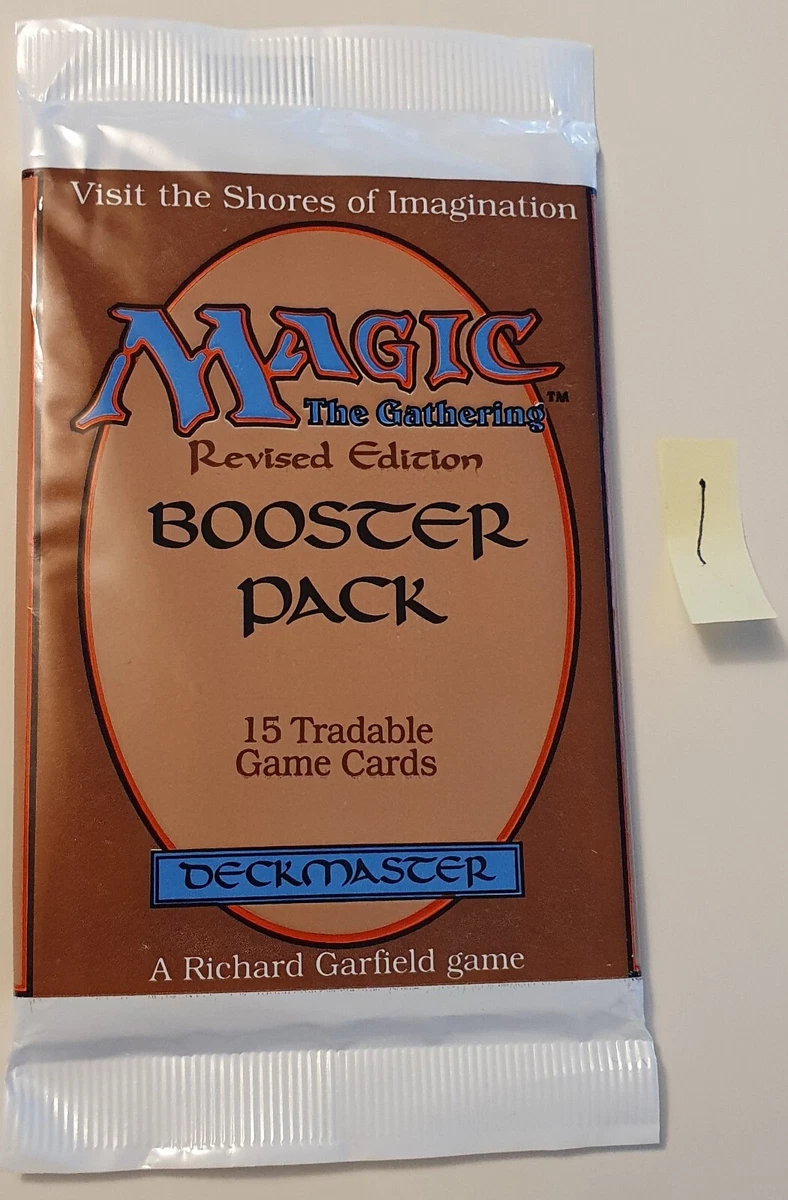 Visit the Shores of Imagination
MAGIC
The Gathering™
Revised Edition
BOOSTER
PACK
15 Tradable
Game Cards
DECKMASTER
A Richard Garfield game
1